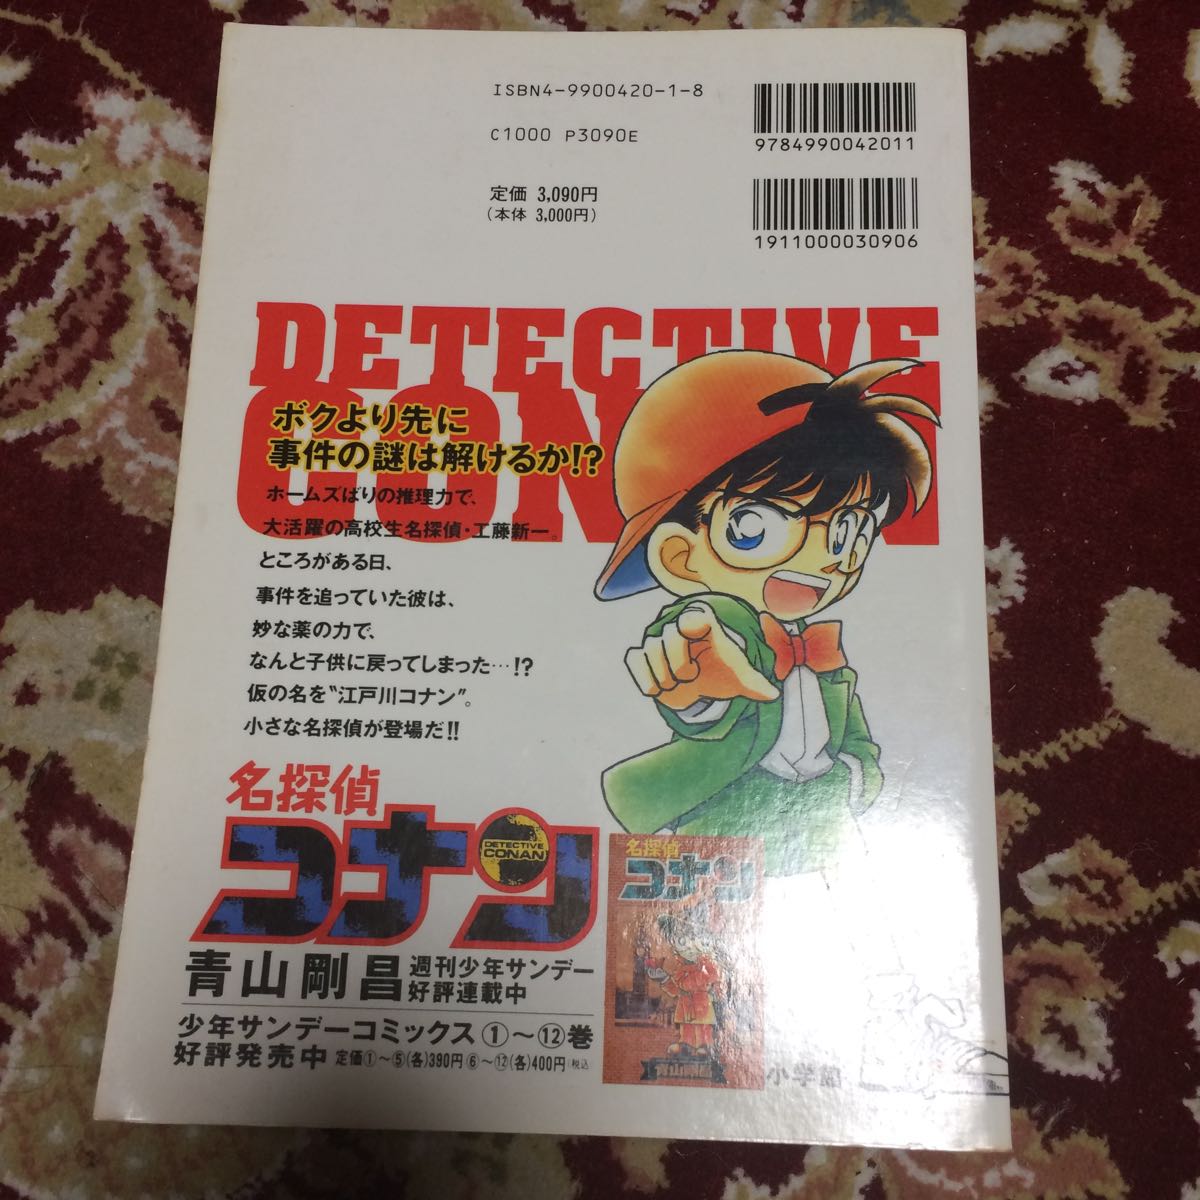 ISBN4-9900420-1-8
C1000 P3090E
9784990042011
定価 3,090円
(本体 3,000円)
1911000030906
DETECTIVE
CON
ボクより先に
事件の謎は解けるか!?
ホームズばりの推理力で、
大活躍の高校生名探偵・工藤新一。
ところがある日、
事件を追っていた彼は、
妙な薬の力で、
なんと子供に戻ってしまった…!?
仮の名を“江戸川コナン”。
小さな名探偵が登場だ!!
名探偵
コナン
DETECTIVE
CONAN
青山剛昌
週刊少年サンデー
好評連載中
少年サンデーコミックス①〜⑫巻
好評発売中 定価①〜⑤(各)390円⑥〜⑫(各)400円(税込)
名探偵
コナン
青山剛昌
小学館